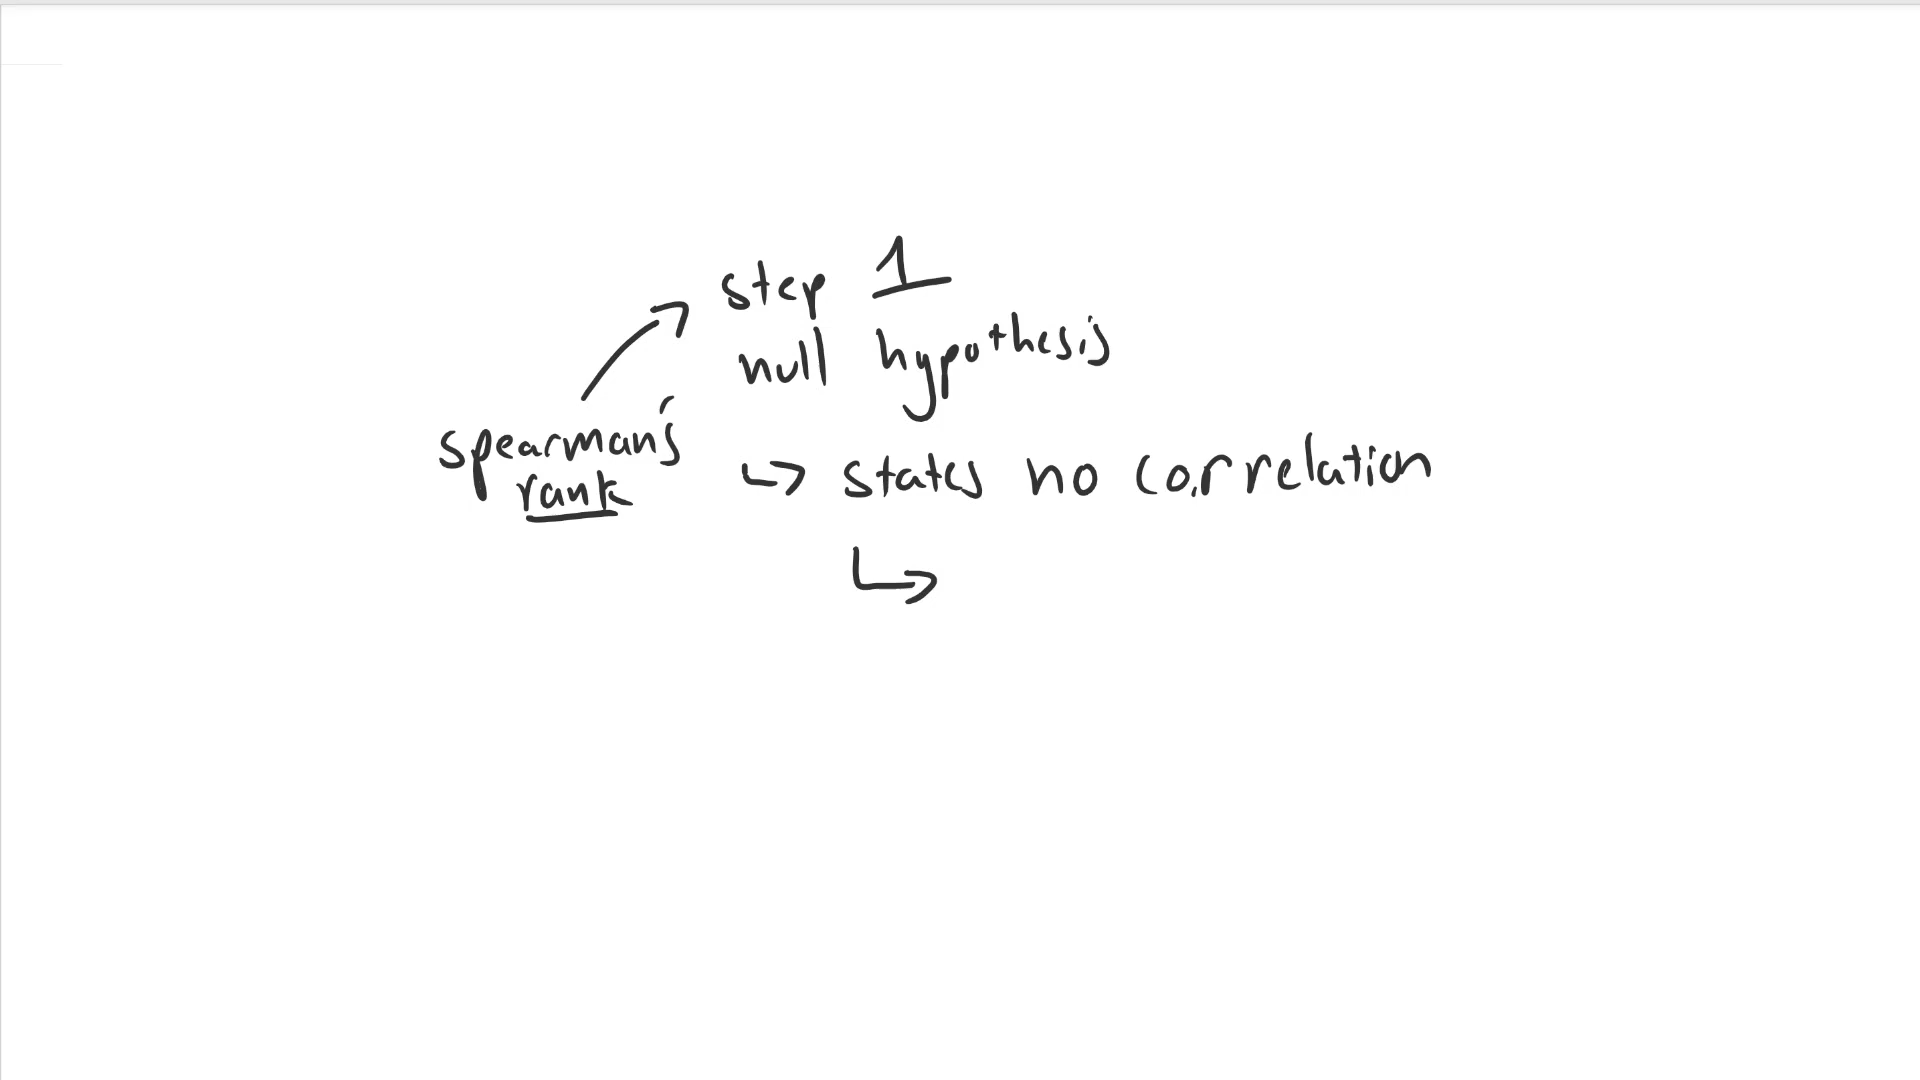 step 1
null hypothesis
spearman's
rank
↳ states no correlation
↳